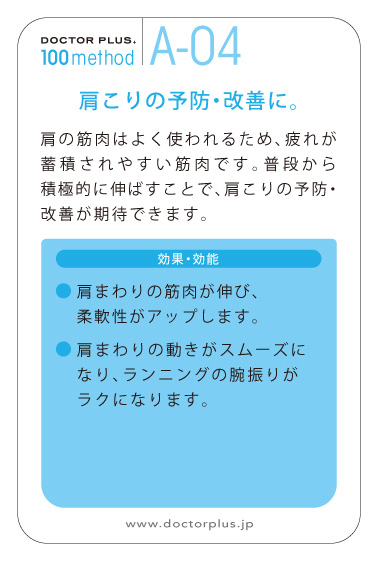 DOCTOR PLUS.
100 method
A-04
肩こりの予防・改善に。
肩の筋肉はよく使われるため、疲れが
蓄積されやすい筋肉です。普段から
積極的に伸ばすことで、肩こりの予防・
改善が期待できます。
効果・効能
● 肩まわりの筋肉が伸び、
柔軟性がアップします。
● 肩まわりの動きがスムーズに
なり、ランニングの腕振りが
ラクになります。
www.doctorplus.jp